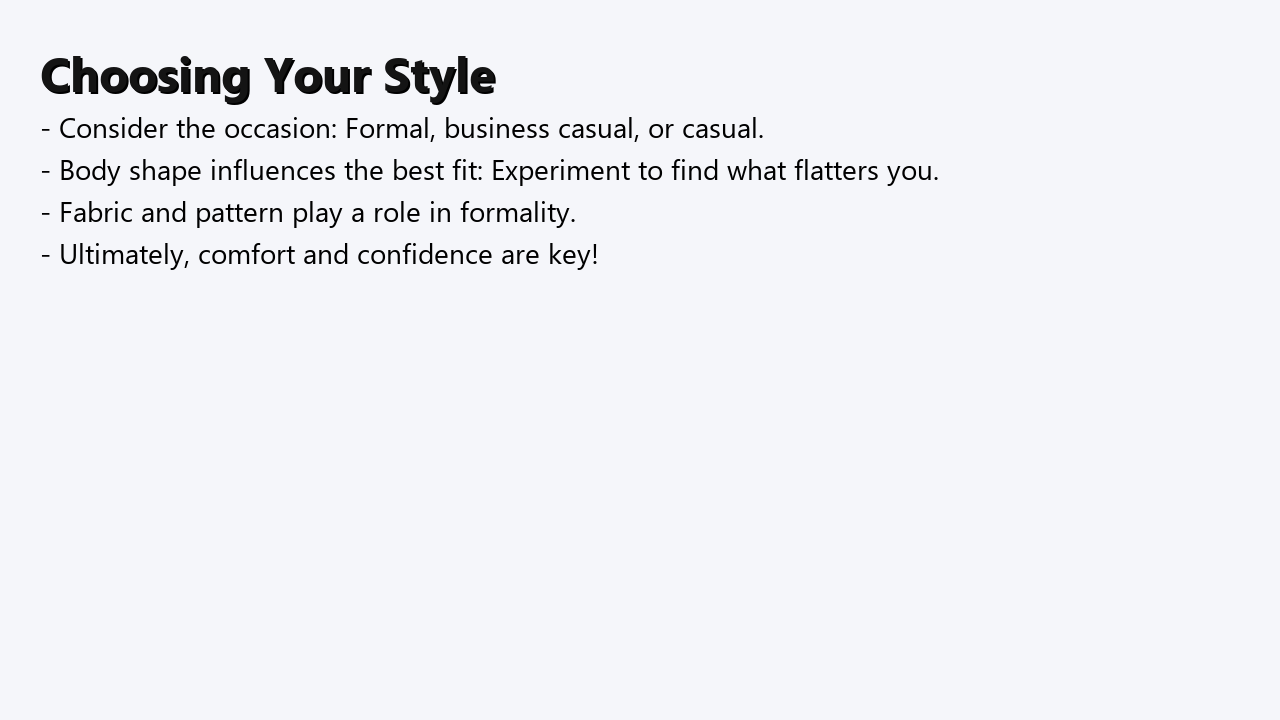 Choosing Your Style
- Consider the occasion: Formal, business casual, or casual.
- Body shape influences the best fit: Experiment to find what flatters you.
- Fabric and pattern play a role in formality.
- Ultimately, comfort and confidence are key!